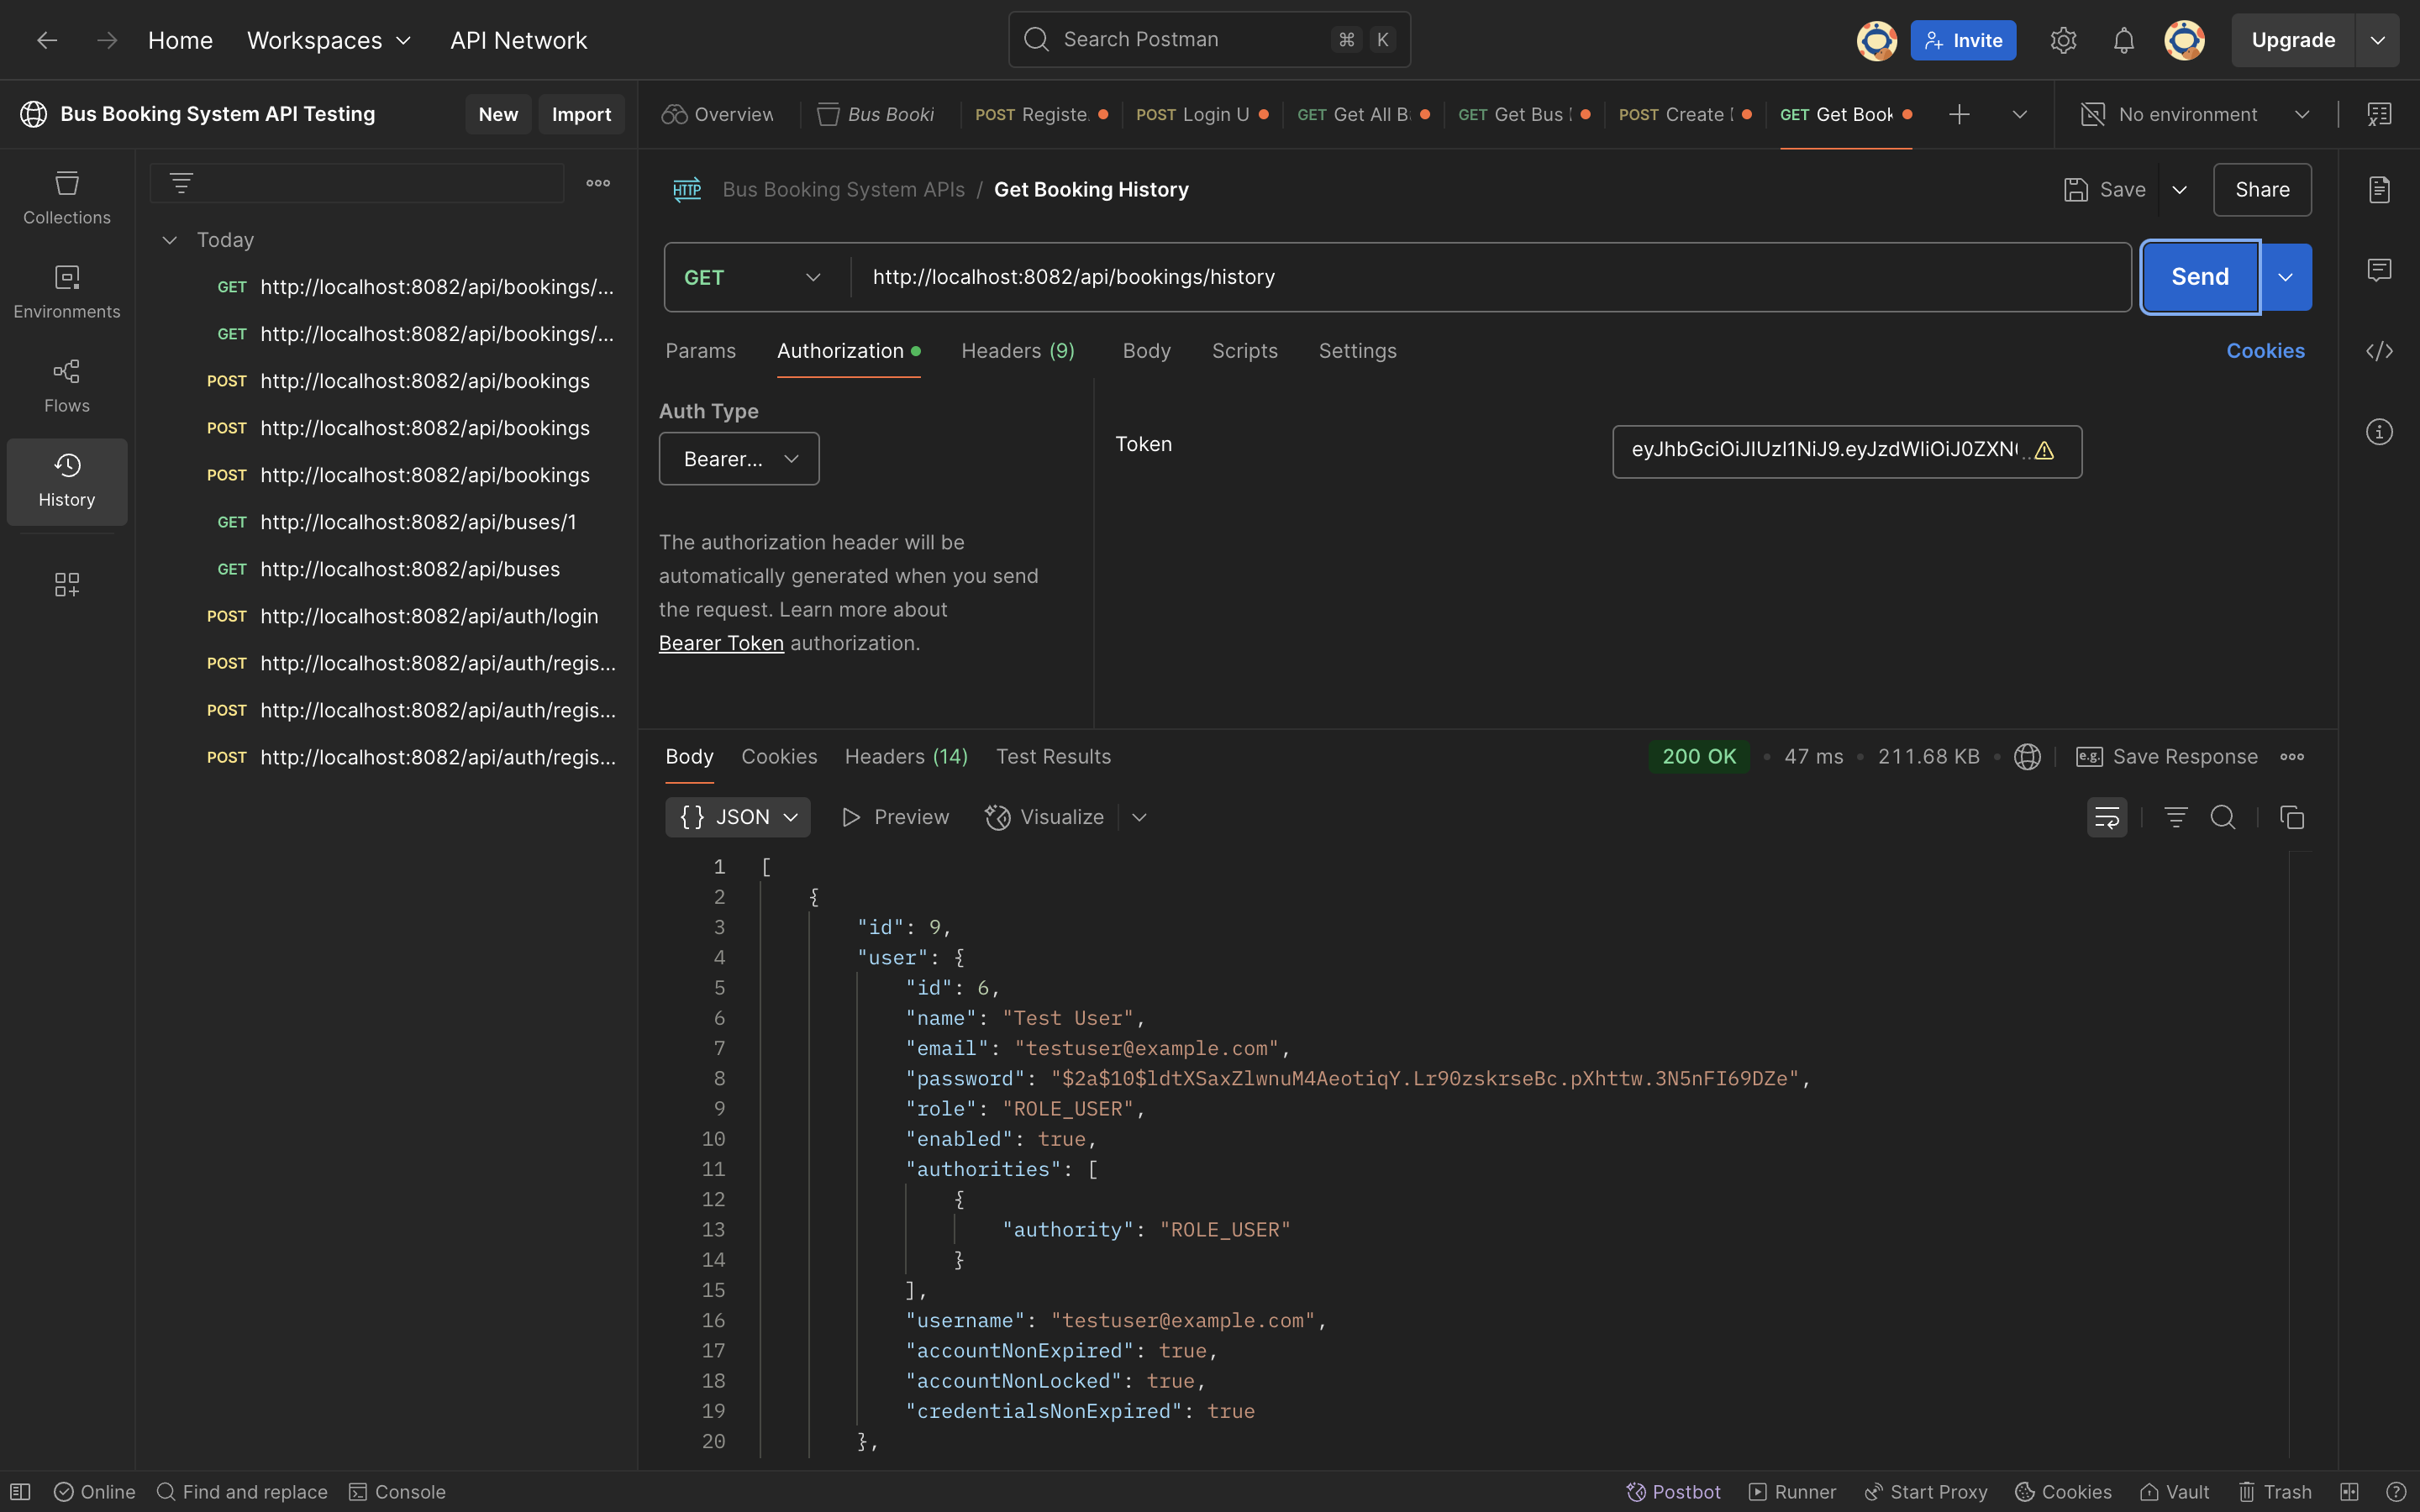 Home Workspaces API Network Search Postman ⌘ K Invite Upgrade
Bus Booking System API Testing New Import Overview Bus Booki POST Registe POST Login U GET Get All B GET Get Bus POST Create GET Get Book No environment
Collections
Environments
Flows
History
Today
GET http://localhost:8082/api/bookings/...
GET http://localhost:8082/api/bookings/...
POST http://localhost:8082/api/bookings
POST http://localhost:8082/api/bookings
POST http://localhost:8082/api/bookings
GET http://localhost:8082/api/buses/1
GET http://localhost:8082/api/buses
POST http://localhost:8082/api/auth/login
POST http://localhost:8082/api/auth/regis...
POST http://localhost:8082/api/auth/regis...
POST http://localhost:8082/api/auth/regis...
HTTP Bus Booking System APIs / Get Booking History Save Share
GET http://localhost:8082/api/bookings/history Send
Params Authorization Headers (9) Body Scripts Settings Cookies
Auth Type
Bearer...
Token eyJhbGciOiJIUzI1NiJ9.eyJzdWIiOiJ0ZXN0...
The authorization header will be
automatically generated when you send
the request. Learn more about
Bearer Token authorization.
Body Cookies Headers (14) Test Results 200 OK • 47 ms • 211.68 KB • e.g. Save Response
{} JSON Preview Visualize
1 [
2 {
3 "id": 9,
4 "user": {
5 "id": 6,
6 "name": "Test User",
7 "email": "testuser@example.com",
8 "password": "$2a$10$ldtXSaxZlwnuM4AeotiqY.Lr90zskrseBc.pXhttw.3N5nFI69DZe",
9 "role": "ROLE_USER",
10 "enabled": true,
11 "authorities": [
12 {
13 "authority": "ROLE_USER"
14 }
15 ],
16 "username": "testuser@example.com",
17 "accountNonExpired": true,
18 "accountNonLocked": true,
19 "credentialsNonExpired": true
20 },
Online Find and replace Console Postbot Runner Start Proxy Cookies Vault Trash